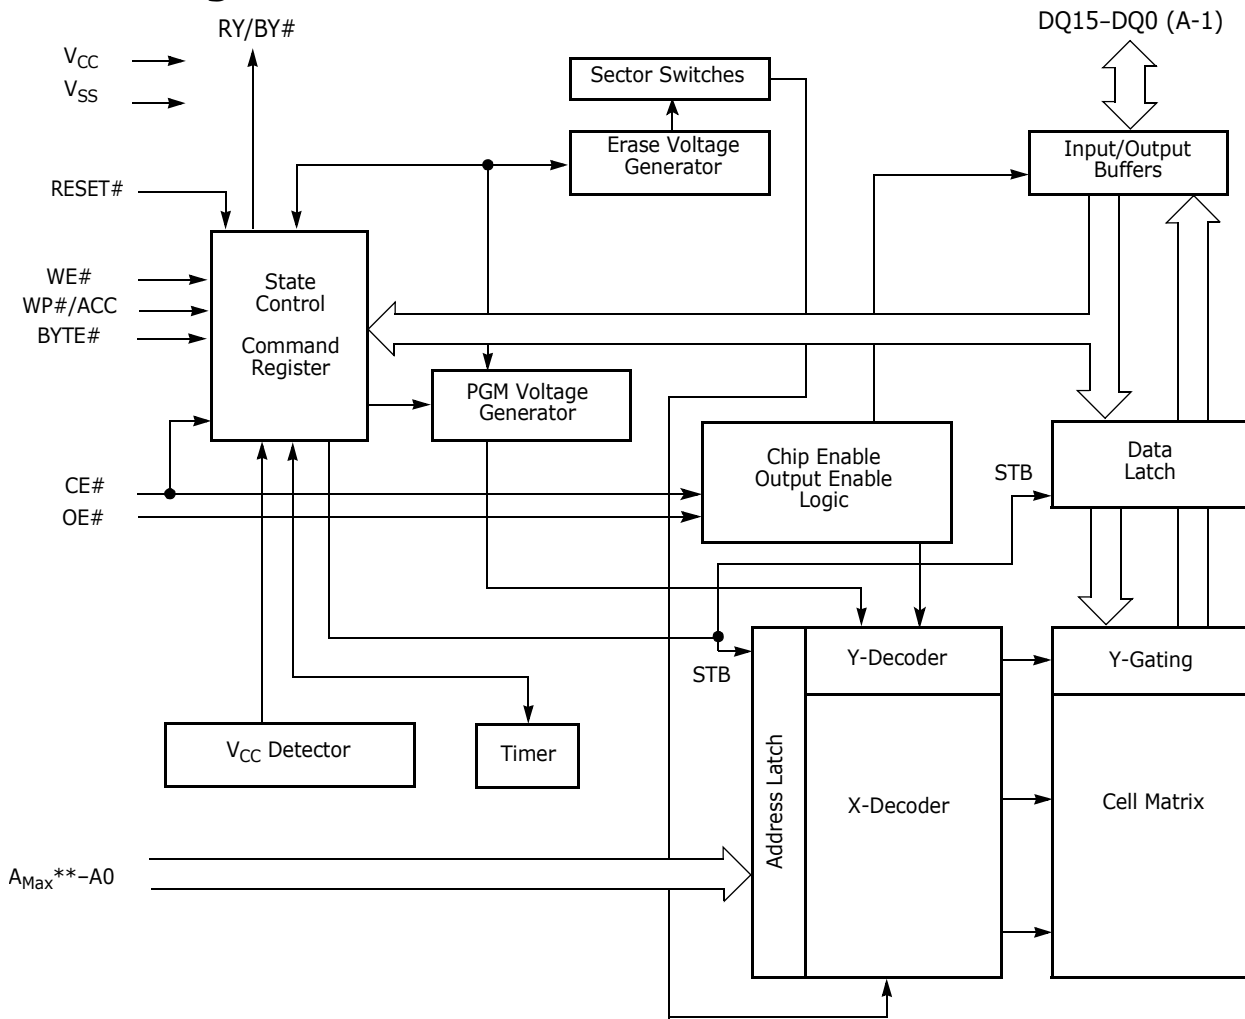 RY/BY#
DQ15–DQ0 (A-1)
VCC
VSS
Sector Switches
Erase Voltage
Generator
Input/Output
Buffers
RESET#
WE#
WP#/ACC
BYTE#
State
Control
Command
Register
PGM Voltage
Generator
Chip Enable
Output Enable
Logic
STB
Data
Latch
CE#
OE#
STB
Y-Decoder
Y-Gating
VCC Detector
Timer
Address Latch
X-Decoder
Cell Matrix
AMax**–A0